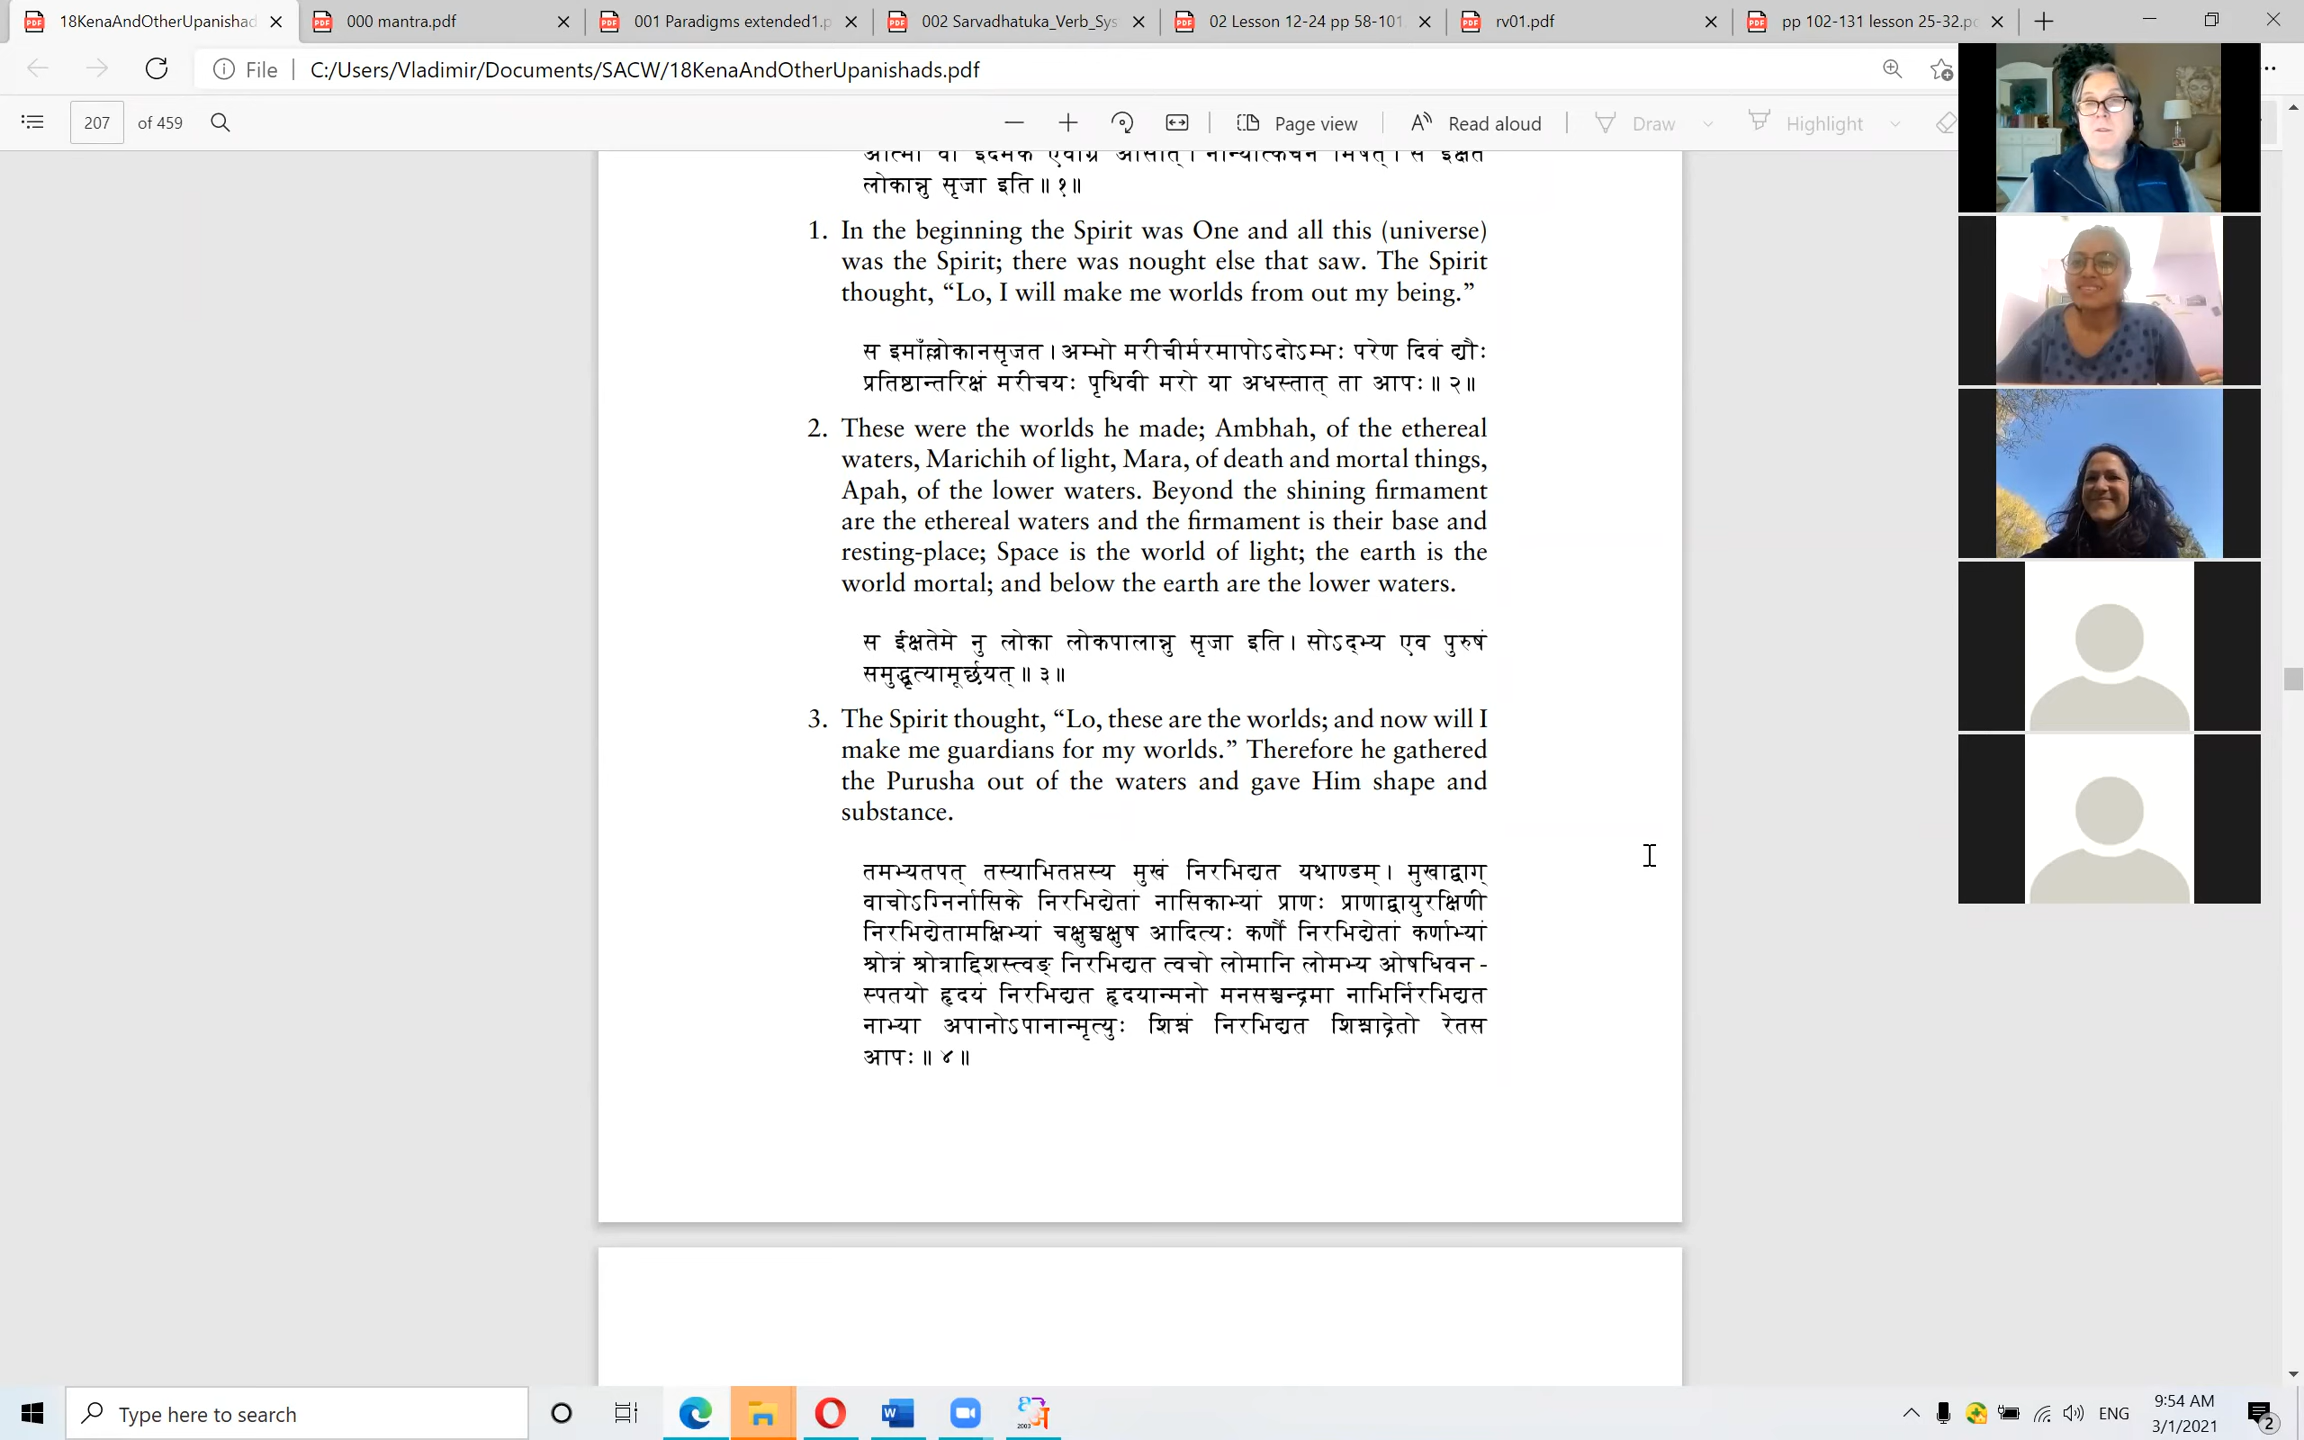 18KenaAndOtherUpanishad
000 mantra.pdf
001 Paradigms extended1.p
002 Sarvadhatuka_Verb_Sys
02 Lesson 12-24 pp 58-101
rv01.pdf
pp 102-131 lesson 25-32.pd
File
C:/Users/Vladimir/Documents/SACW/18KenaAndOtherUpanishads.pdf
207 of 459
Page view
Read aloud
Draw
Highlight
आत्मा वा इदमेक एवाग्र आसीत्। नान्यत्किंचन मिषत्। स ईक्षत
लोकान्नु सृजा इति॥ १॥
1. In the beginning the Spirit was One and all this (universe)
was the Spirit; there was nought else that saw. The Spirit
thought, “Lo, I will make me worlds from out my being.”
स इमाँल्लोकानसृजत। अम्भो मरीचीर्मरमापोऽदोऽम्भः परेण दिवं द्यौः
प्रतिष्ठान्तरिक्षं मरीचयः पृथिवी मरो या अधस्तात् ता आपः॥ २॥
2. These were the worlds he made; Ambhah, of the ethereal
waters, Marichih of light, Mara, of death and mortal things,
Apah, of the lower waters. Beyond the shining firmament
are the ethereal waters and the firmament is their base and
resting-place; Space is the world of light; the earth is the
world mortal; and below the earth are the lower waters.
स ईक्षतेमे नु लोका लोकपालान्नु सृजा इति। सोऽद्भ्य एव पुरुषं
समुद्धृत्यामूर्छयत्॥ ३॥
3. The Spirit thought, “Lo, these are the worlds; and now will I
make me guardians for my worlds.” Therefore he gathered
the Purusha out of the waters and gave Him shape and
substance.
तमभ्यतपत् तस्याभितप्तस्य मुखं निरभिद्यत यथाण्डम्। मुखाद्वाग्
वाचोऽग्निर्नासिके निरभिद्येतां नासिकाभ्यां प्राणः प्राणाद्वायुरक्षिणी
निरभिद्येतामक्षिभ्यां चक्षुश्चक्षुष आदित्यः कर्णौ निरभिद्येतां कर्णाभ्यां
श्रोत्रं श्रोत्राद्दिशस्त्वङ् निरभिद्यत त्वचो लोमानि लोमभ्य ओषधिवन-
स्पतयो हृदयं निरभिद्यत हृदयान्मनो मनसश्चन्द्रमा नाभिर्निरभिद्यत
नाभ्या अपानोऽपानान्मृत्युः शिश्नं निरभिद्यत शिश्नाद्रेतो रेतस
आपः॥ ४॥
Type here to search
2003
ENG
9:54 AM
3/1/2021
2